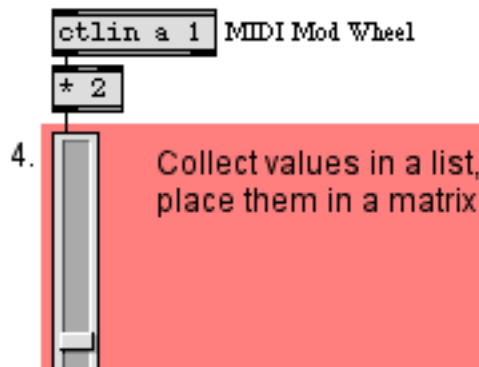 ctlin a 1 MIDI Mod Wheel
* 2
4. Collect values in a list,
place them in a matrix